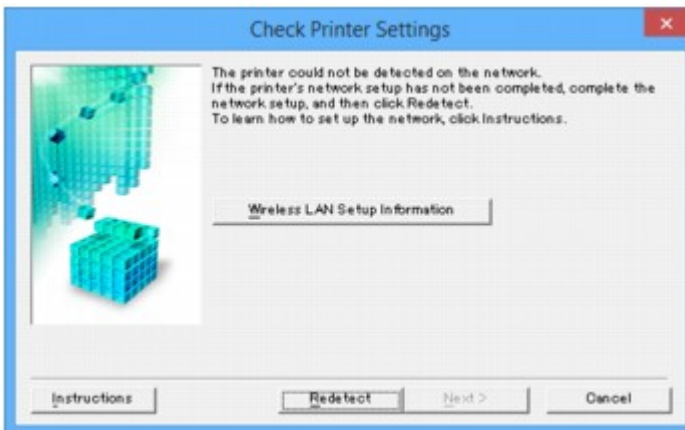 Check Printer Settings
The printer could not be detected on the network.
If the printer's network setup has not been completed, complete the
network setup, and then click Redetect.
To learn how to set up the network, click Instructions.
Wireless LAN Setup Information
Instructions
Redetect
Next >
Cancel